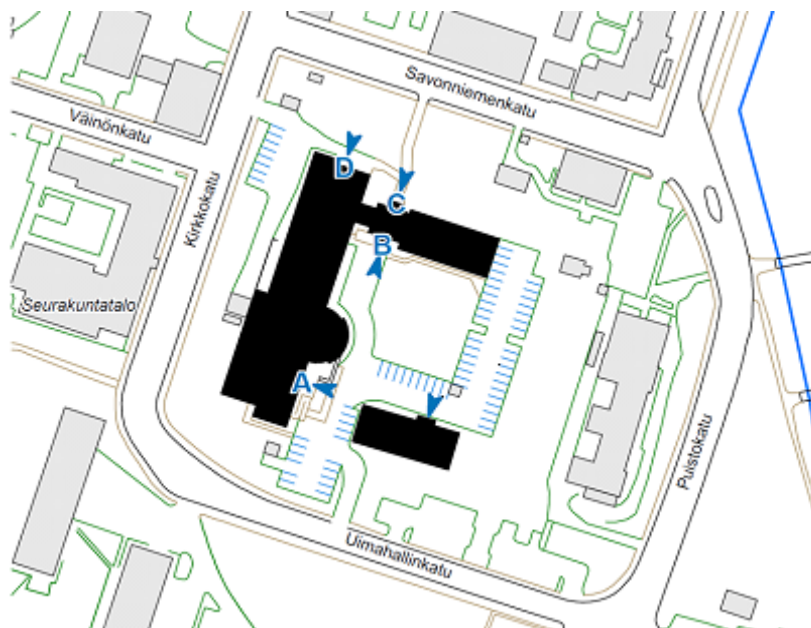 Savonniemenkatu
Väinönkatu
D
C
Kirkkokatu
B
Seurakuntatalo
A
Puistokatu
Uimahallinkatu